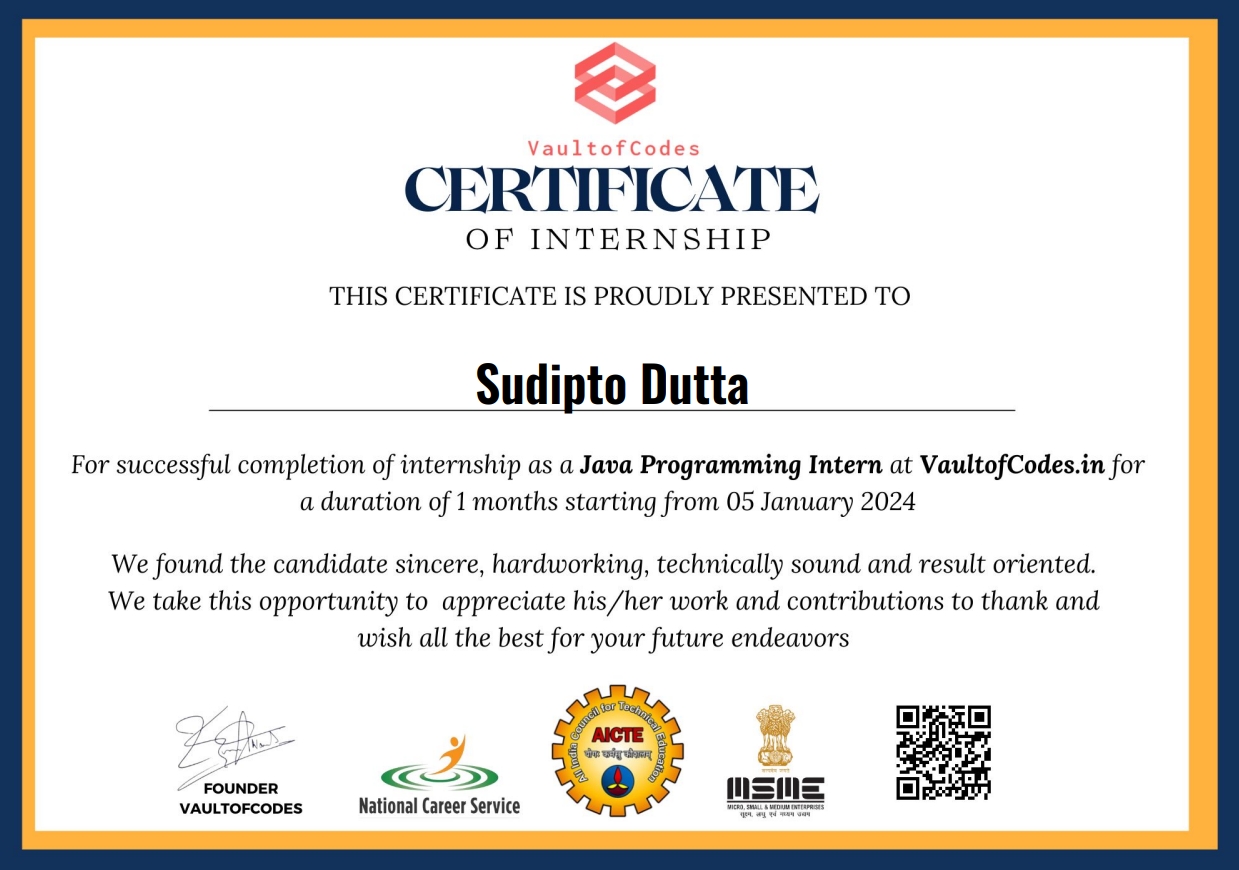 VaultofCodes
CERTIFICATE
OF INTERNSHIP
THIS CERTIFICATE IS PROUDLY PRESENTED TO
Sudipto Dutta
For successful completion of internship as a Java Programming Intern at VaultofCodes.in for
a duration of 1 months starting from 05 January 2024
We found the candidate sincere, hardworking, technically sound and result oriented.
We take this opportunity to appreciate his/her work and contributions to thank and
wish all the best for your future endeavors
FOUNDER
VAULTOFCODES
National Career Service
All India Council for Technical Education
AICTE
योगः कर्मसु कौशलम्
सत्यमेव जयते
MSME
MICRO, SMALL & MEDIUM ENTERPRISES
सूक्ष्म, लघु एवं मध्यम उद्यम